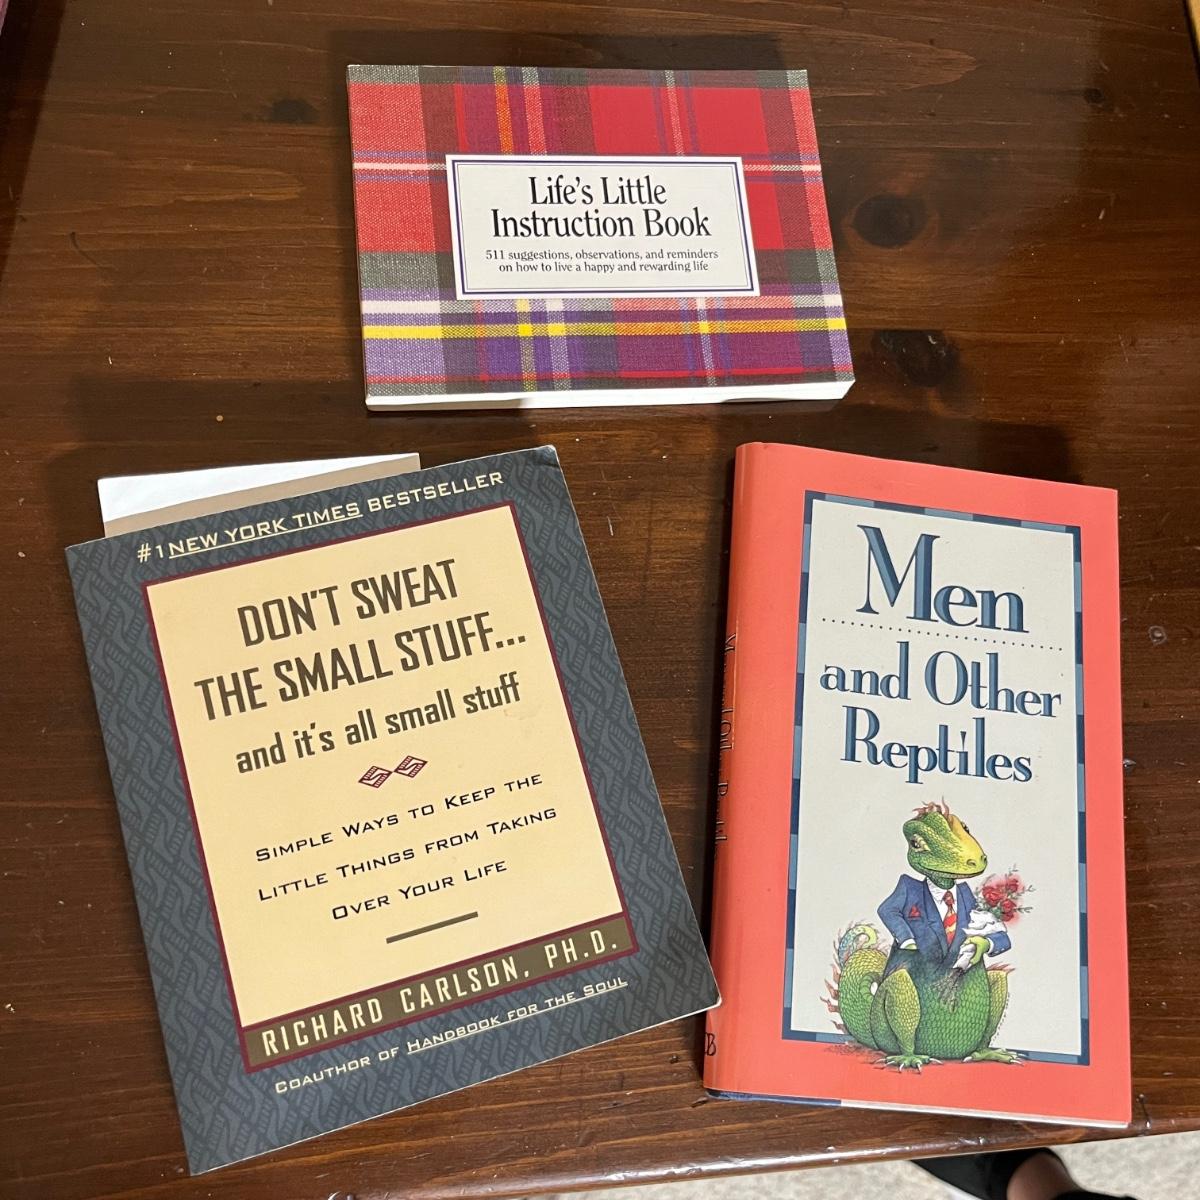 Life's Little
Instruction Book
511 suggestions, observations, and reminders
on how to live a happy and rewarding life
#1 NEW YORK TIMES BESTSELLER
DON'T SWEAT
THE SMALL STUFF...
and it's all small stuff
SIMPLE WAYS TO KEEP THE
LITTLE THINGS FROM TAKING
OVER YOUR LIFE
RICHARD CARLSON, PH.D.
COAUTHOR OF HANDBOOK FOR THE SOUL
Men
and Other
Reptiles